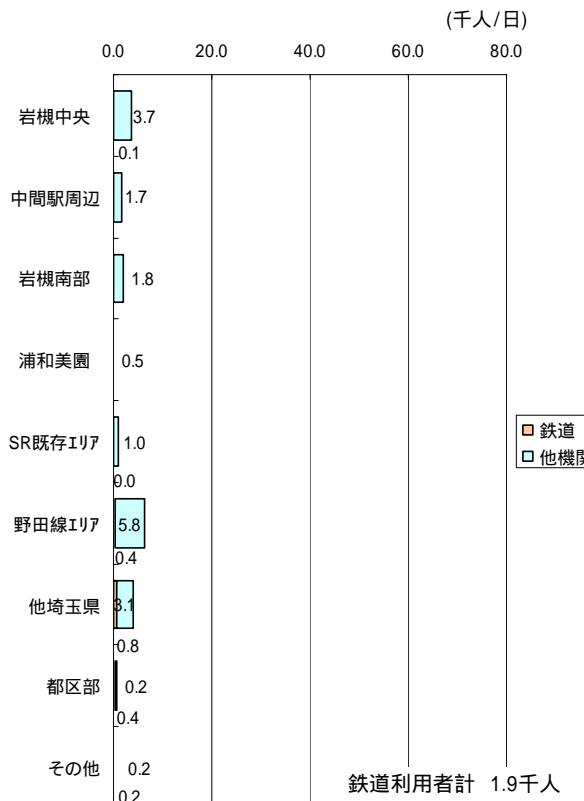 (千人/日)
0.0 20.0 40.0 60.0 80.0
岩槻中央 3.7
0.1
中間駅周辺 1.7
岩槻南部 1.8
浦和美園 0.5
SR既存ｴﾘｱ 1.0
0.0
野田線ｴﾘｱ 5.8
0.4
他埼玉県 3.1
0.8
都区部 0.2
0.4
その他 0.2
0.2
鉄道
他機関
鉄道利用者計 1.9千人